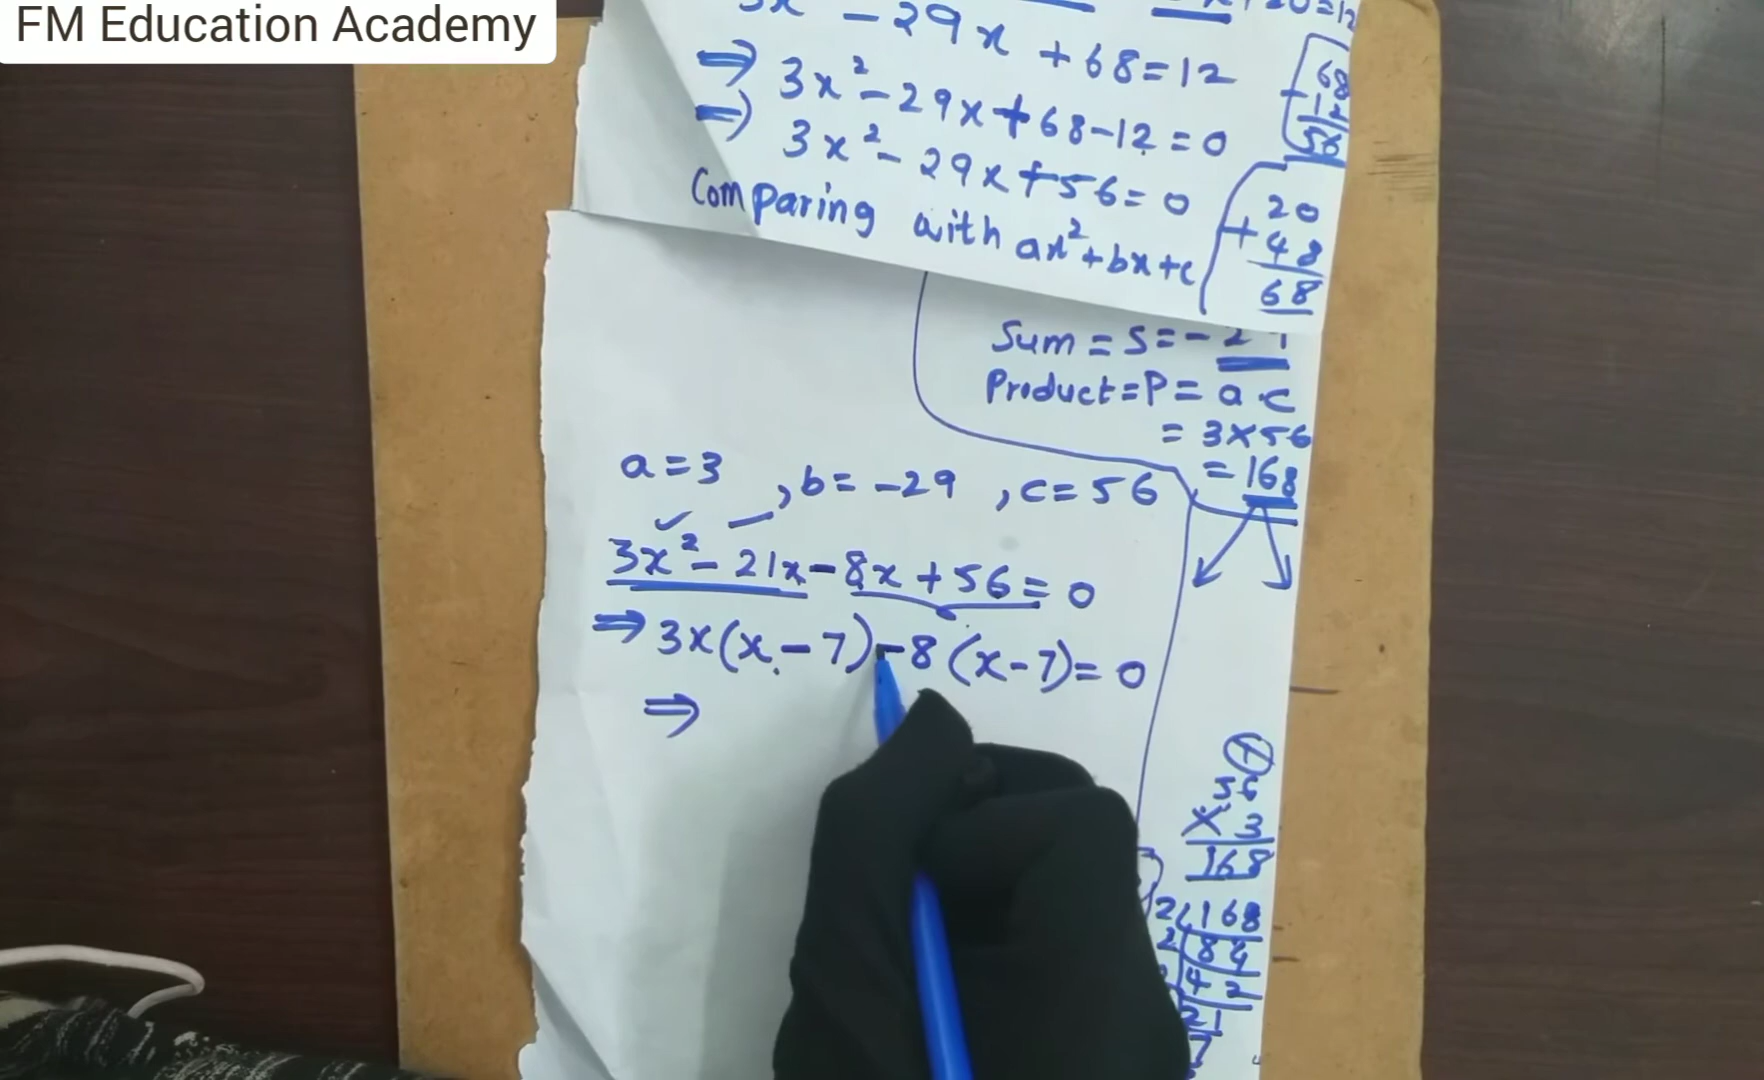 FM Education Academy
- 29x + 68 = 12
⇒ 3x² - 29x + 68 - 12 = 0
⇒ 3x² - 29x + 56 = 0
Comparing with ax² + bx + c
68
- 12
56
20
+ 48
68
Sum = S = -
Product = P = a.c
= 3 × 56
= 168
a = 3 , b = -29 , c = 56
3x² - 21x - 8x + 56 = 0
⇒ 3x(x - 7) - 8(x - 7) = 0
⇒
56
× 3
168
2 168
2 84
42
21
7